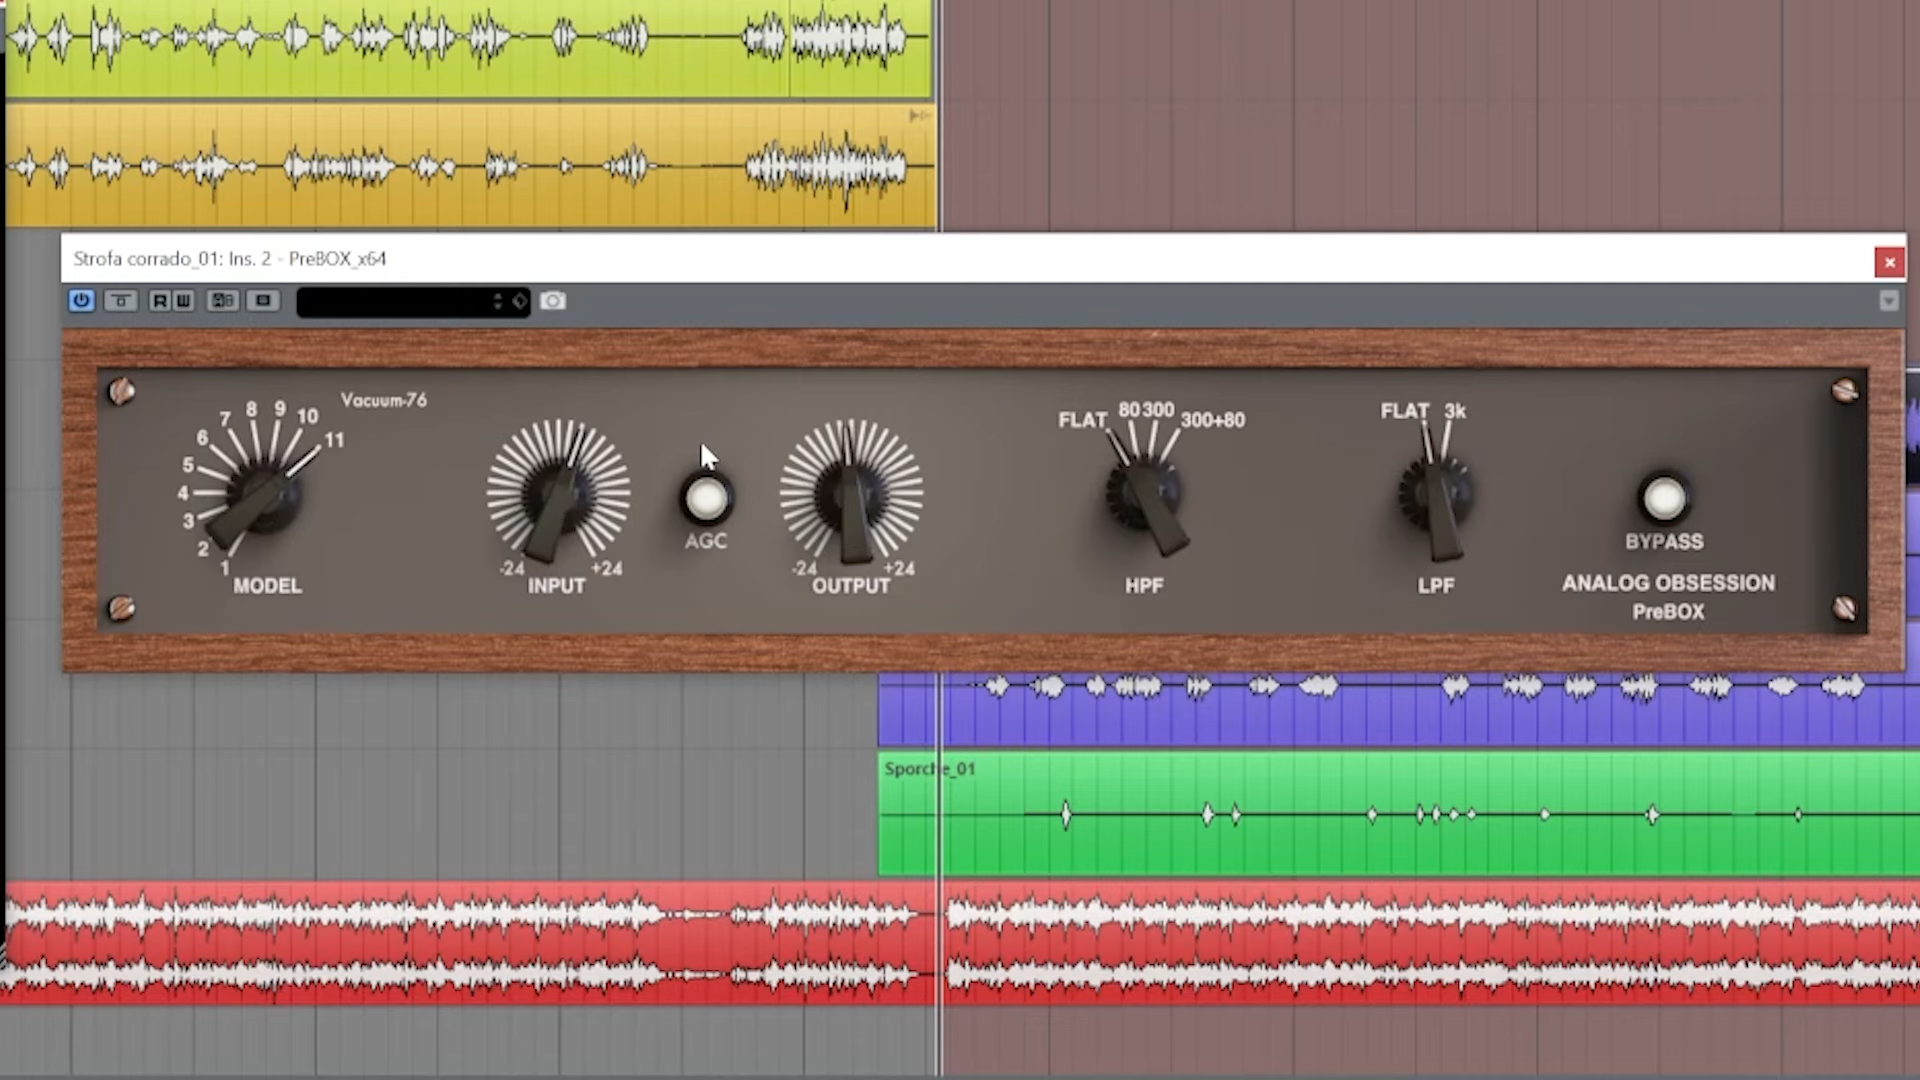 Strofa corrado_01: Ins. 2 - PreBOX_x64
R W
Vacuum-76
1 2 3 4 5 6 7 8 9 10 11
MODEL
-24 +24
INPUT
AGC
-24 +24
OUTPUT
FLAT 80 300 300+80
HPF
FLAT 3k
LPF
BYPASS
ANALOG OBSESSION
PreBOX
Sporche_01